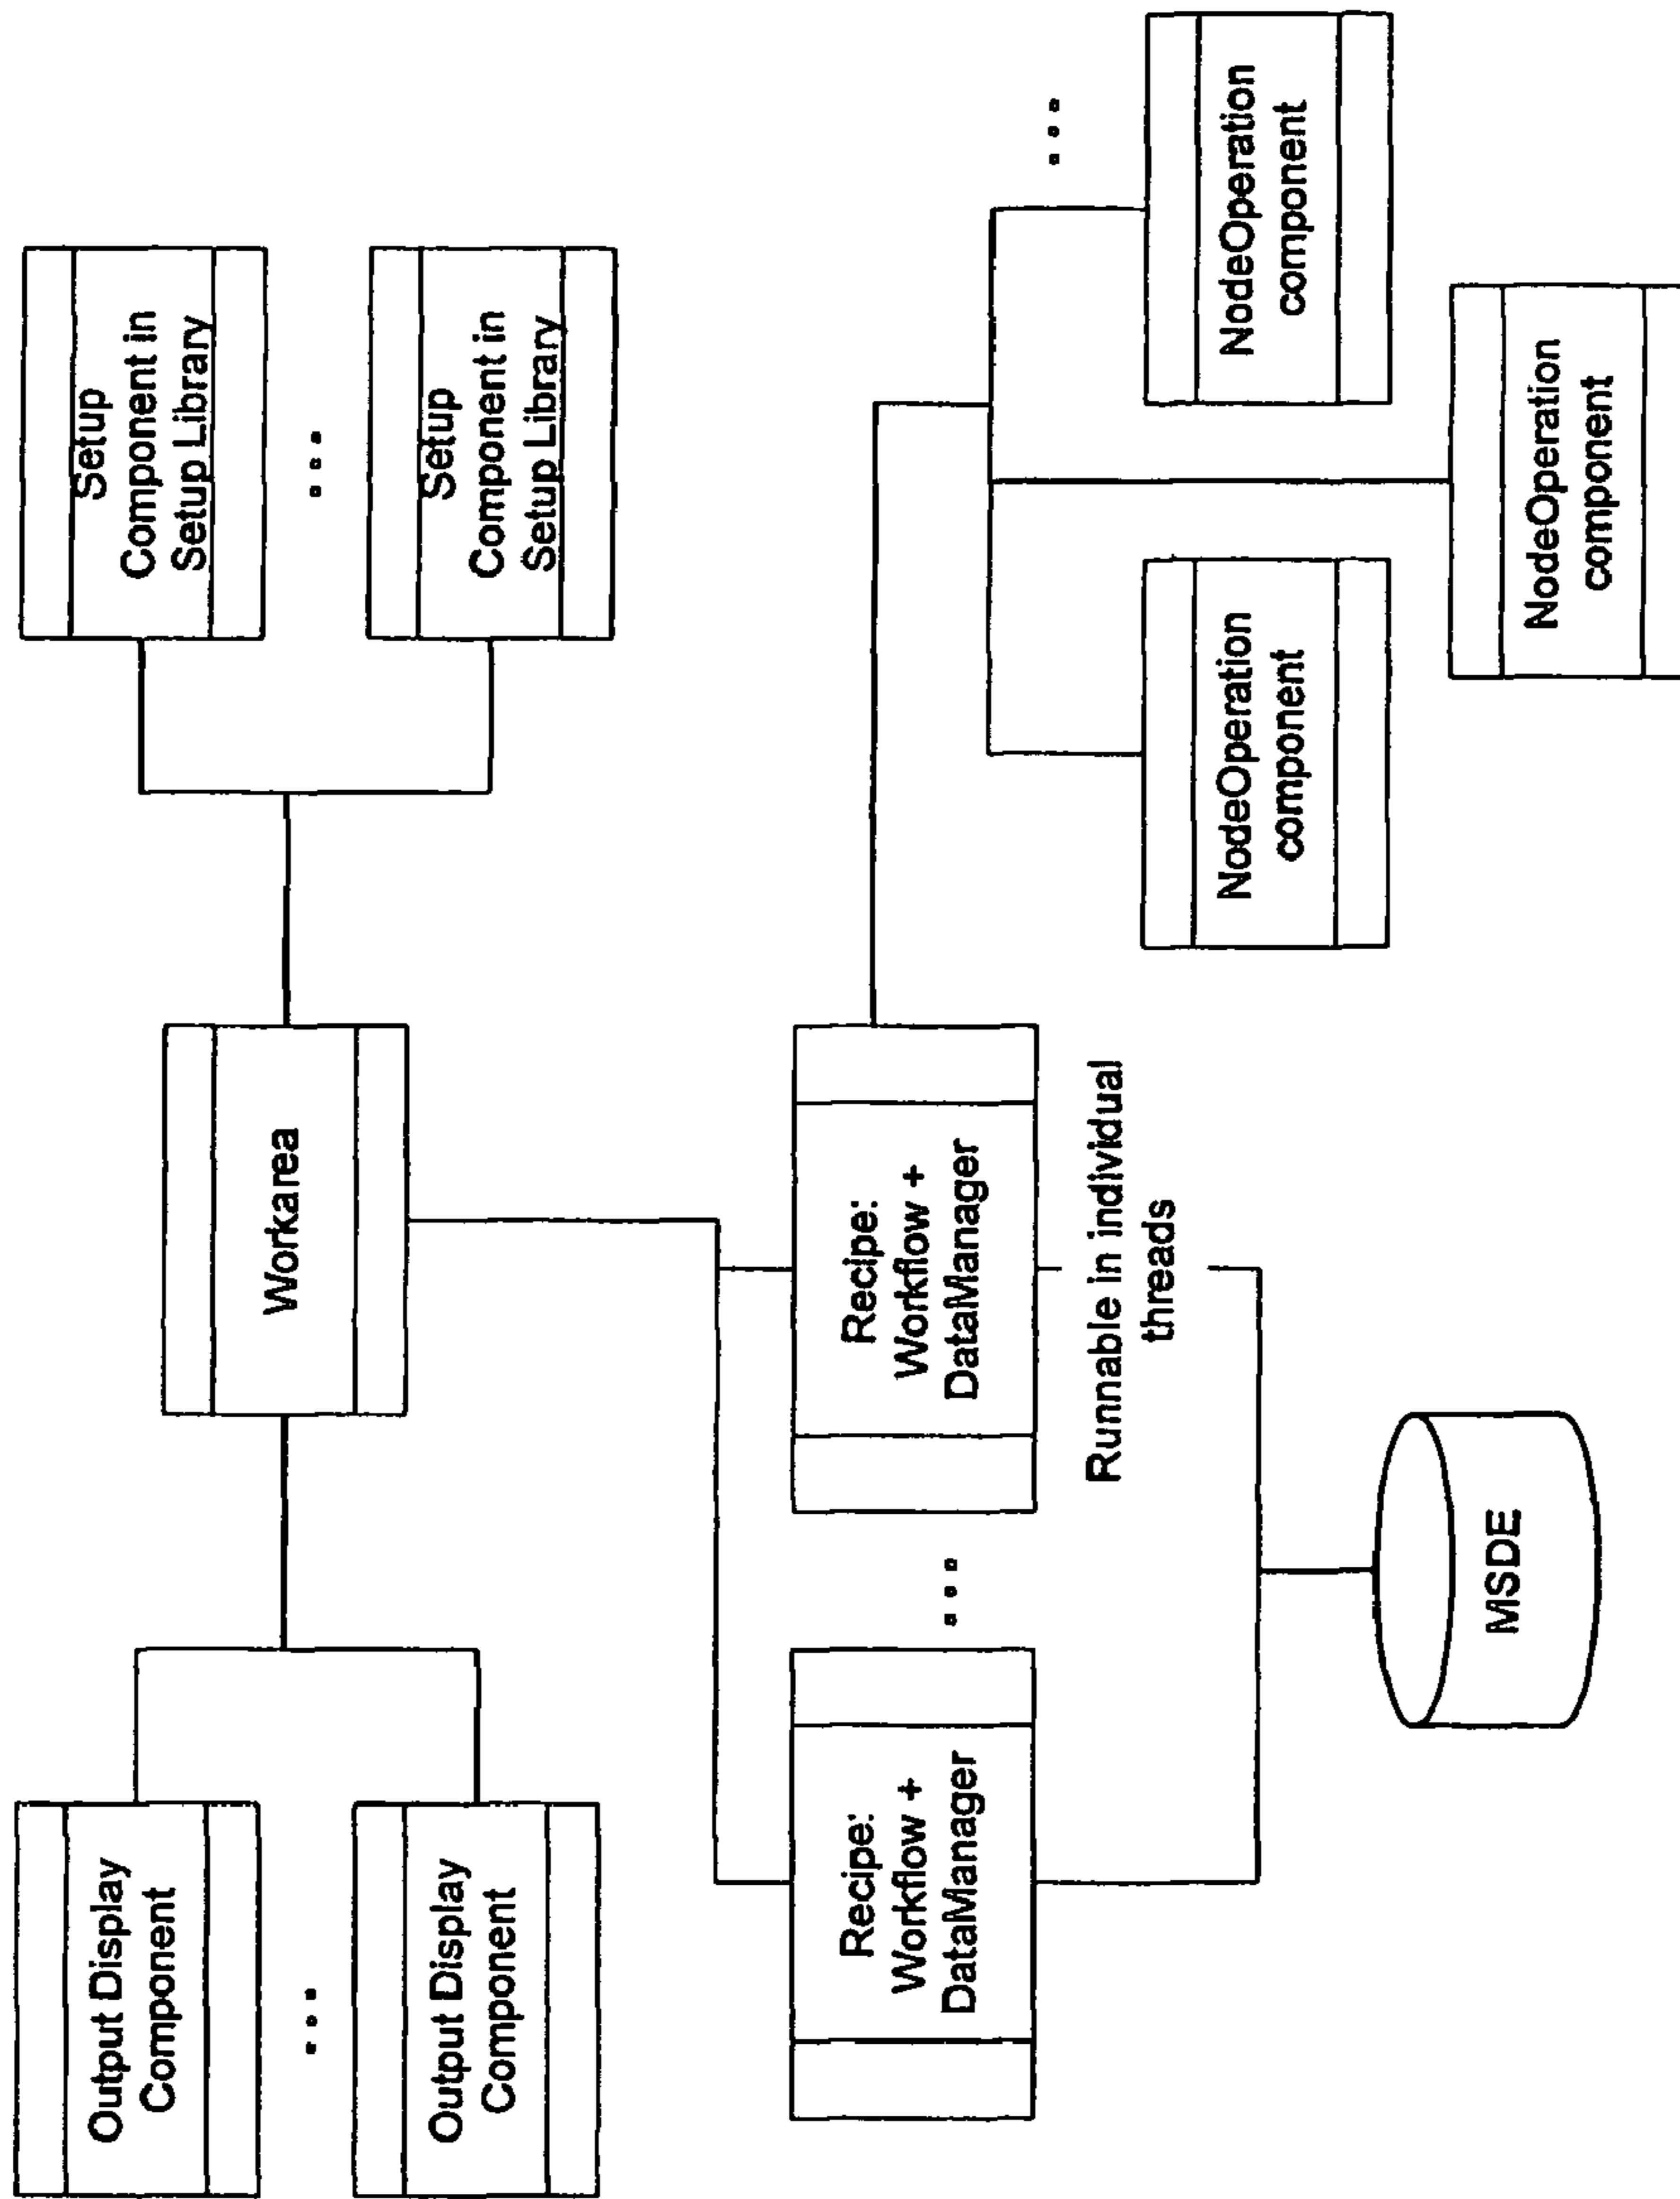 Output Display
Component
...
Output Display
Component
Workarea
Setup
Component in
Setup Library
...
Setup
Component in
Setup Library
Recipe:
Workflow +
DataManager
...
Recipe:
Workflow +
DataManager
Runnable in individual
threads
MSDE
NodeOperation
component
NodeOperation
component
...
NodeOperation
component